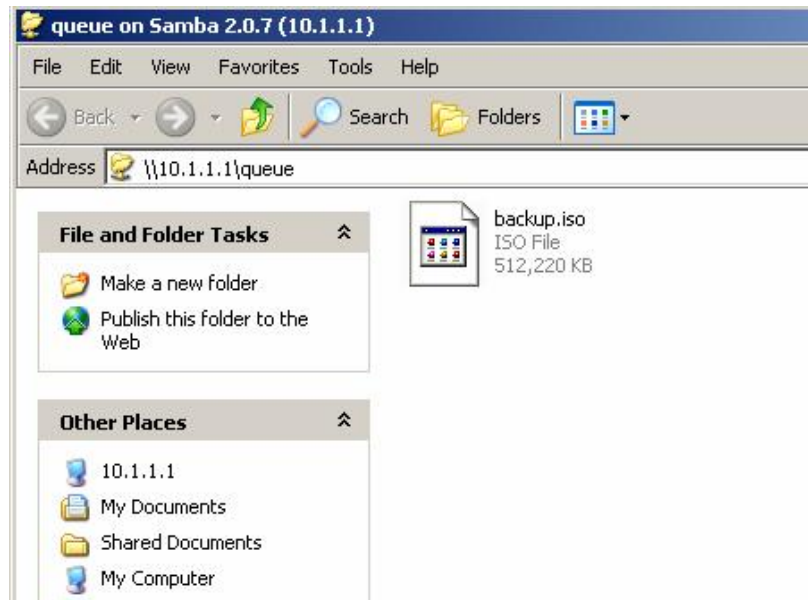 queue on Samba 2.0.7 (10.1.1.1)
File Edit View Favorites Tools Help
Back Search Folders
Address \\10.1.1.1\queue
File and Folder Tasks
Make a new folder
Publish this folder to the
Web
Other Places
10.1.1.1
My Documents
Shared Documents
My Computer
backup.iso
ISO File
512,220 KB